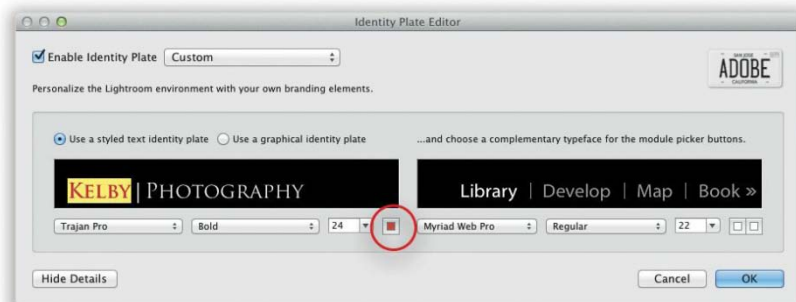 Identity Plate Editor
Enable Identity Plate Custom
Personalize the Lightroom environment with your own branding elements.
ADOBE
CALIFORNIA
Use a styled text identity plate Use a graphical identity plate
...and choose a complementary typeface for the module picker buttons.
KELBY | PHOTOGRAPHY
Library | Develop | Map | Book »
Trajan Pro Bold 24
Myriad Web Pro Regular 22
Hide Details
Cancel OK